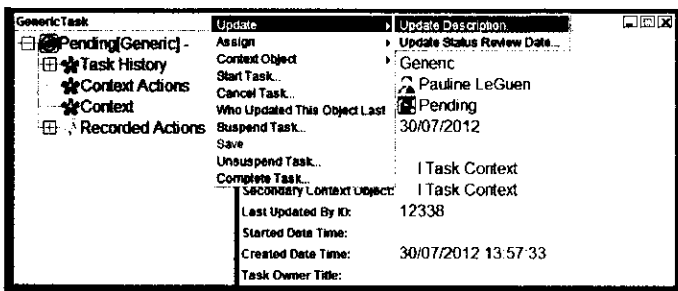 GenericTask
Pending[Generic] -
Task History
Context Actions
Context
Recorded Actions
Update
Assign
Context Object
Start Task...
Cancel Task...
Who Updated This Object Last
Suspend Task...
Save
Unsuspend Task...
Complete Task...
Update Description...
Update Status Review Date...
Generic
Pauline LeGuen
Pending
30/07/2012
I Task Context
Secondary Context Object: I Task Context
Last Updated By ID: 12338
Started Date Time:
Created Date Time: 30/07/2012 13:57:33
Task Owner Title: